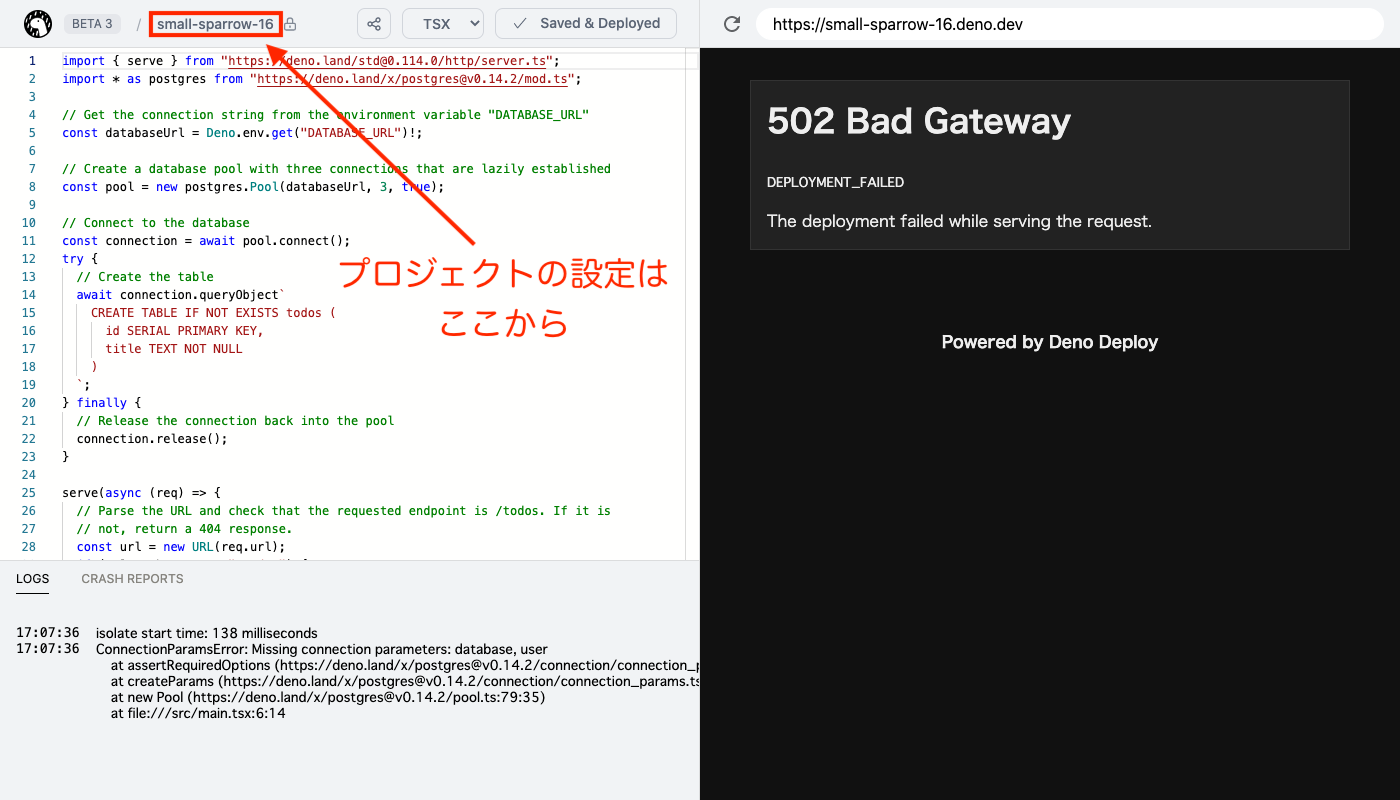 BETA 3 / small-sparrow-16 TSX Saved & Deployed
https://small-sparrow-16.deno.dev
1 import { serve } from "https://deno.land/std@0.114.0/http/server.ts";
2 import * as postgres from "https://deno.land/x/postgres@v0.14.2/mod.ts";
3
4 // Get the connection string from the environment variable "DATABASE_URL"
5 const databaseUrl = Deno.env.get("DATABASE_URL")!;
6
7 // Create a database pool with three connections that are lazily established
8 const pool = new postgres.Pool(databaseUrl, 3, true);
9
10 // Connect to the database
11 const connection = await pool.connect();
12 try {
13 // Create the table
14 await connection.queryObject`
15 CREATE TABLE IF NOT EXISTS todos (
16 id SERIAL PRIMARY KEY,
17 title TEXT NOT NULL
18 )
19 `;
20 } finally {
21 // Release the connection back into the pool
22 connection.release();
23 }
24
25 serve(async (req) => {
26 // Parse the URL and check that the requested endpoint is /todos. If it is
27 // not, return a 404 response.
28 const url = new URL(req.url);
プロジェクトの設定は
ここから
LOGS CRASH REPORTS
17:07:36 isolate start time: 138 milliseconds
17:07:36 ConnectionParamsError: Missing connection parameters: database, user
at assertRequiredOptions (https://deno.land/x/postgres@v0.14.2/connection/connection_p
at createParams (https://deno.land/x/postgres@v0.14.2/connection/connection_params.ts
at new Pool (https://deno.land/x/postgres@v0.14.2/pool.ts:79:35)
at file:///src/main.tsx:6:14
502 Bad Gateway
DEPLOYMENT_FAILED
The deployment failed while serving the request.
Powered by Deno Deploy